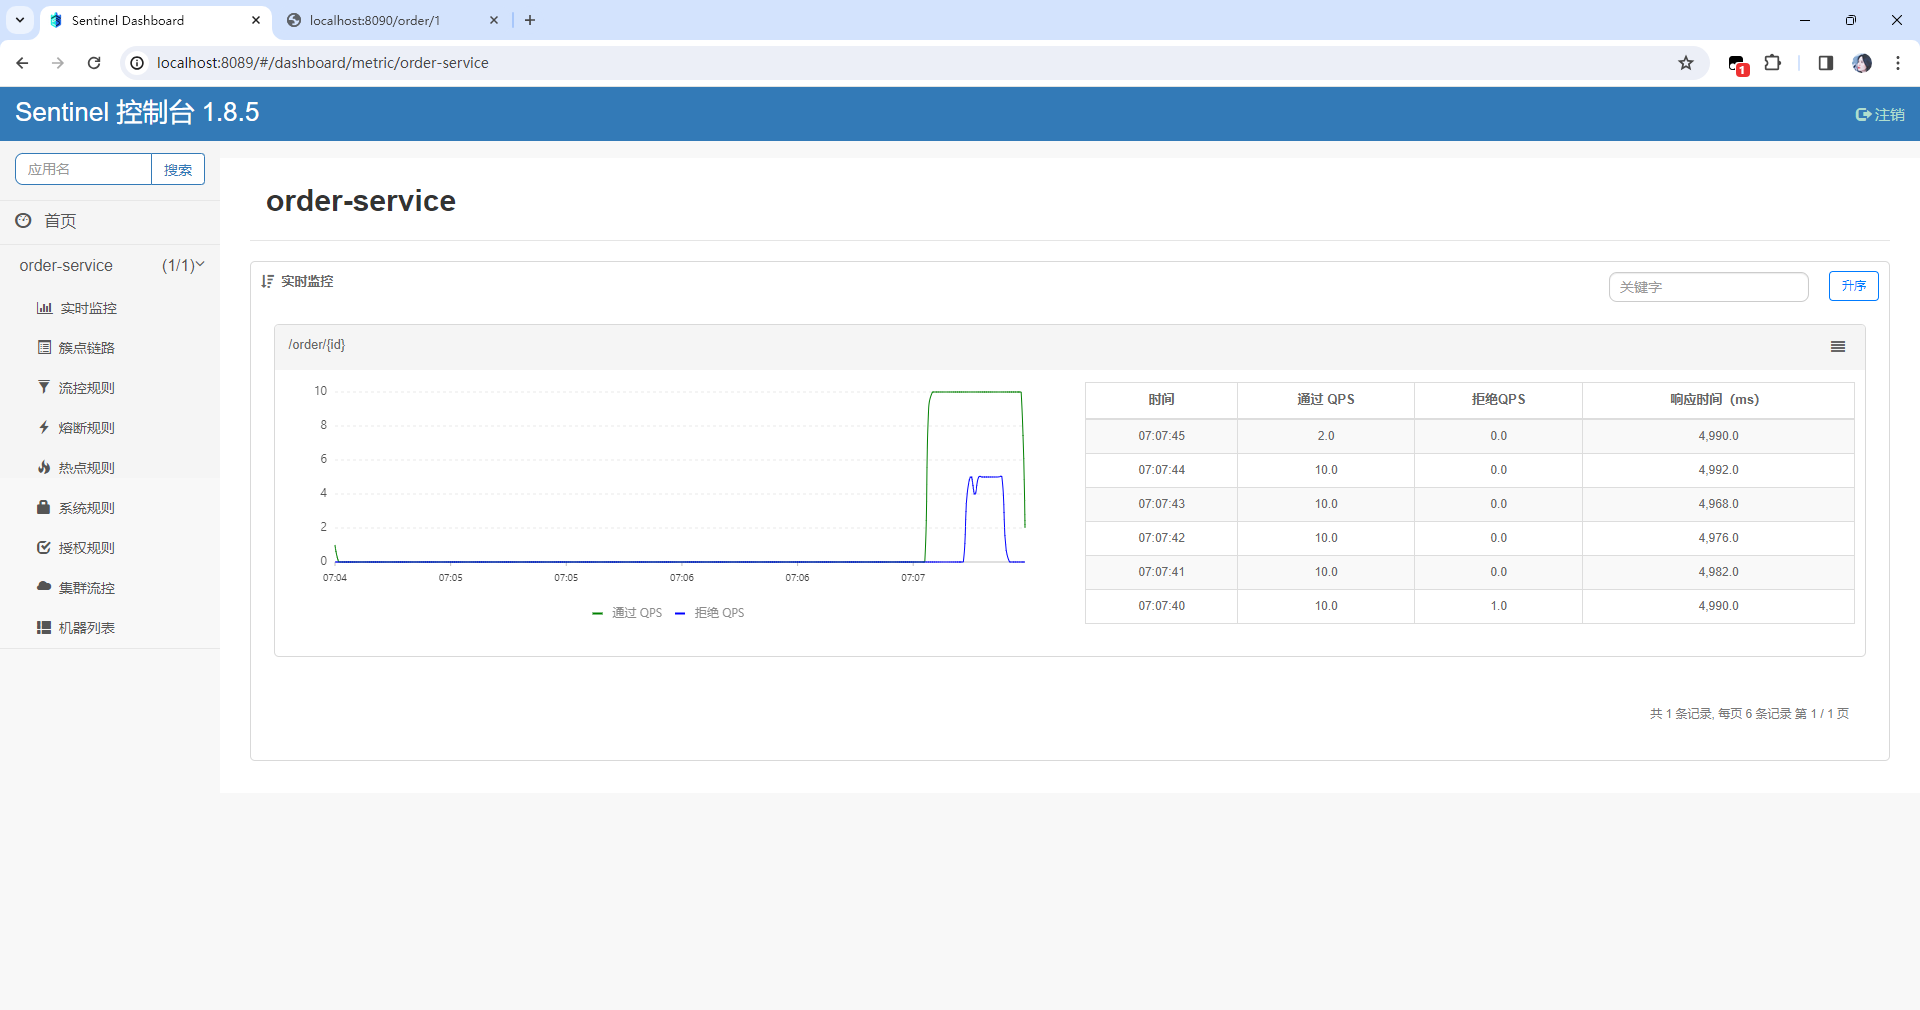 Sentinel Dashboard
localhost:8090/order/1
localhost:8089/#/dashboard/metric/order-service
1
Sentinel 控制台 1.8.5
注销
应用名
搜索
首页
order-service (1/1)
实时监控
簇点链路
流控规则
熔断规则
热点规则
系统规则
授权规则
集群流控
机器列表
order-service
实时监控
关键字
升序
/order/{id}
10
8
6
4
2
0
07:04 07:05 07:05 07:06 07:06 07:07
通过 QPS 拒绝 QPS
时间 通过 QPS 拒绝QPS 响应时间 (ms)
07:07:45 2.0 0.0 4,990.0
07:07:44 10.0 0.0 4,992.0
07:07:43 10.0 0.0 4,968.0
07:07:42 10.0 0.0 4,976.0
07:07:41 10.0 0.0 4,982.0
07:07:40 10.0 1.0 4,990.0
共 1 条记录, 每页 6 条记录 第 1 / 1 页